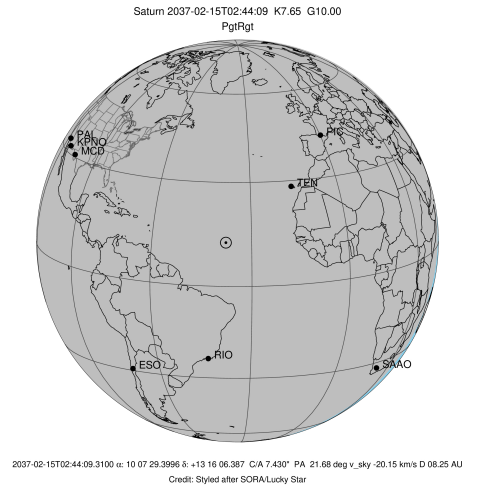 Saturn 2037-02-15T02:44:09 K7.65 G10.00
PgtRgt
PAL
KPNO
MCD
PIC
TEN
RIO
ESO
SAAO
2037-02-15T02:44:09.3100 α: 10 07 29.3996 δ: +13 16 06.387 C/A 7.430" PA 21.68 deg v_sky -20.15 km/s D 08.25 AU
Credit: Styled after SORA/Lucky Star